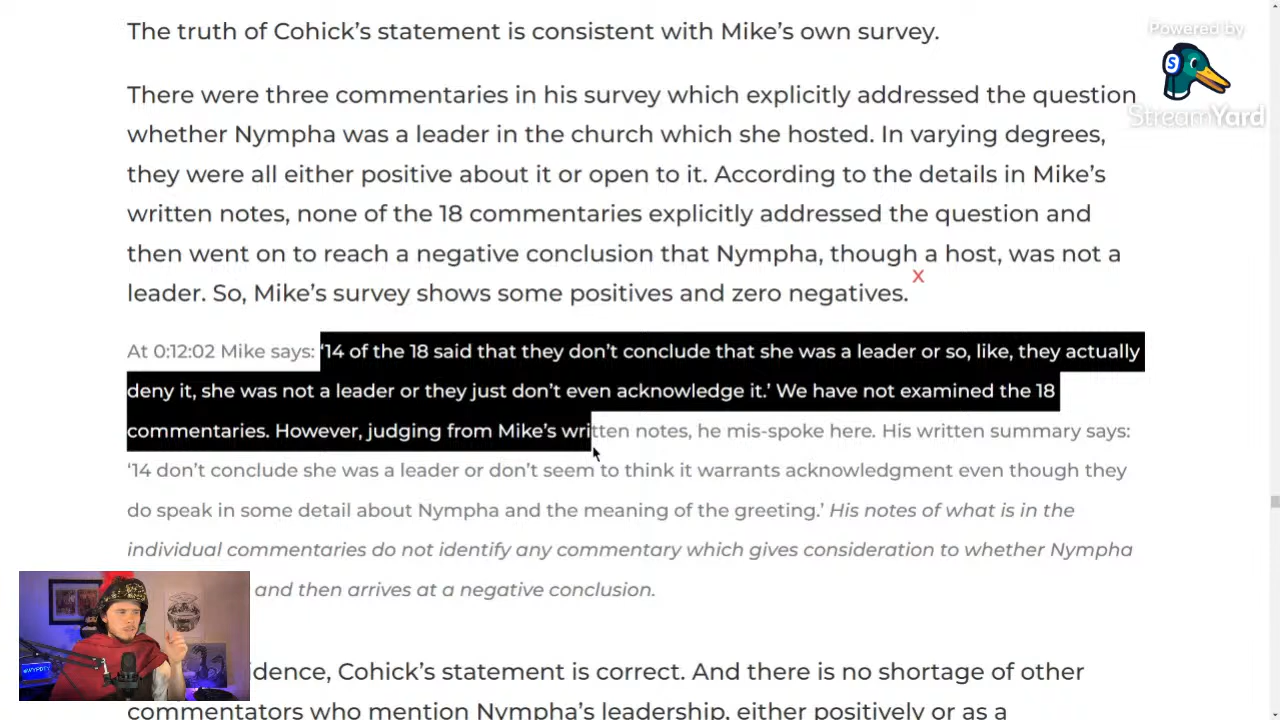 The truth of Cohick’s statement is consistent with Mike’s own survey.
Powered by
S
StreamYard
There were three commentaries in his survey which explicitly addressed the question
whether Nympha was a leader in the church which she hosted. In varying degrees,
they were all either positive about it or open to it. According to the details in Mike’s
written notes, none of the 18 commentaries explicitly addressed the question and
then went on to reach a negative conclusion that Nympha, though a host, was not a
leader. So, Mike’s survey shows some positives and zero negatives.
X
At 0:12:02 Mike says: ‘14 of the 18 said that they don’t conclude that she was a leader or so, like, they actually
deny it, she was not a leader or they just don’t even acknowledge it.’ We have not examined the 18
commentaries. However, judging from Mike’s written notes, he mis-spoke here. His written summary says:
‘14 don’t conclude she was a leader or don’t seem to think it warrants acknowledgment even though they
do speak in some detail about Nympha and the meaning of the greeting.’ His notes of what is in the
individual commentaries do not identify any commentary which gives consideration to whether Nympha
and then arrives at a negative conclusion.
idence, Cohick’s statement is correct. And there is no shortage of other
commentators who mention Nympha’s leadership, either positively or as a